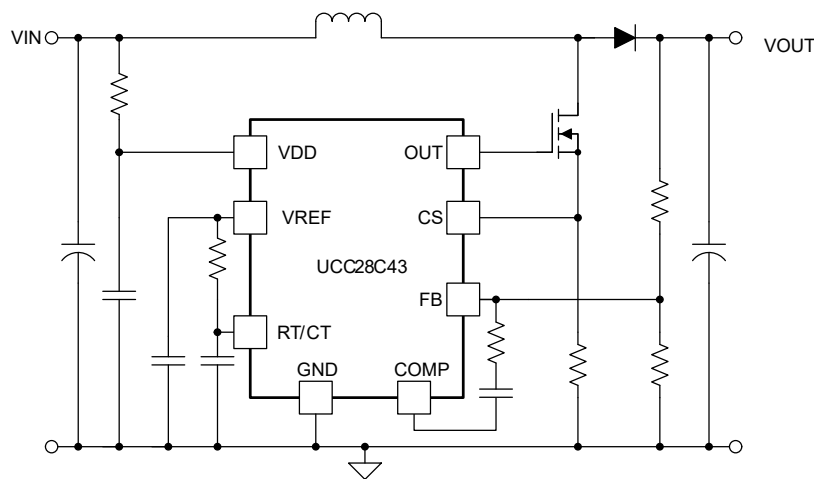 VIN
VOUT
VDD
OUT
VREF
CS
UCC28C43
FB
RT/CT
GND
COMP